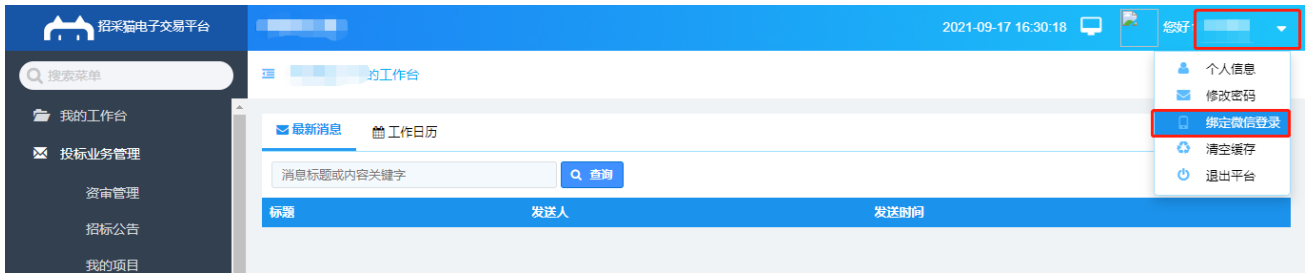 招采猫电子交易平台
2021-09-17 16:30:18
您好
搜索菜单
的工作台
个人信息
修改密码
绑定微信登录
清空缓存
退出平台
我的工作台
最新消息
工作日历
投标业务管理
消息标题或内容关键字
查询
资审管理
标题
发送人
发送时间
招标公告
我的项目